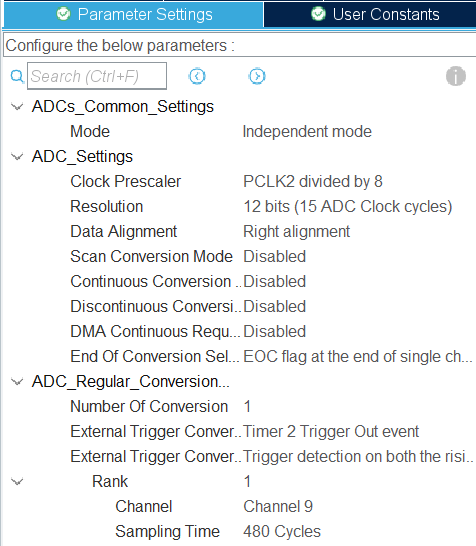 Parameter Settings User Constants
Configure the below parameters :
Search (Ctrl+F)
ADCs_Common_Settings
Mode Independent mode
ADC_Settings
Clock Prescaler PCLK2 divided by 8
Resolution 12 bits (15 ADC Clock cycles)
Data Alignment Right alignment
Scan Conversion Mode Disabled
Continuous Conversion ... Disabled
Discontinuous Conversi... Disabled
DMA Continuous Requ... Disabled
End Of Conversion Sel... EOC flag at the end of single ch...
ADC_Regular_Conversion...
Number Of Conversion 1
External Trigger Conver... Timer 2 Trigger Out event
External Trigger Conver... Trigger detection on both the risi...
Rank 1
Channel Channel 9
Sampling Time 480 Cycles